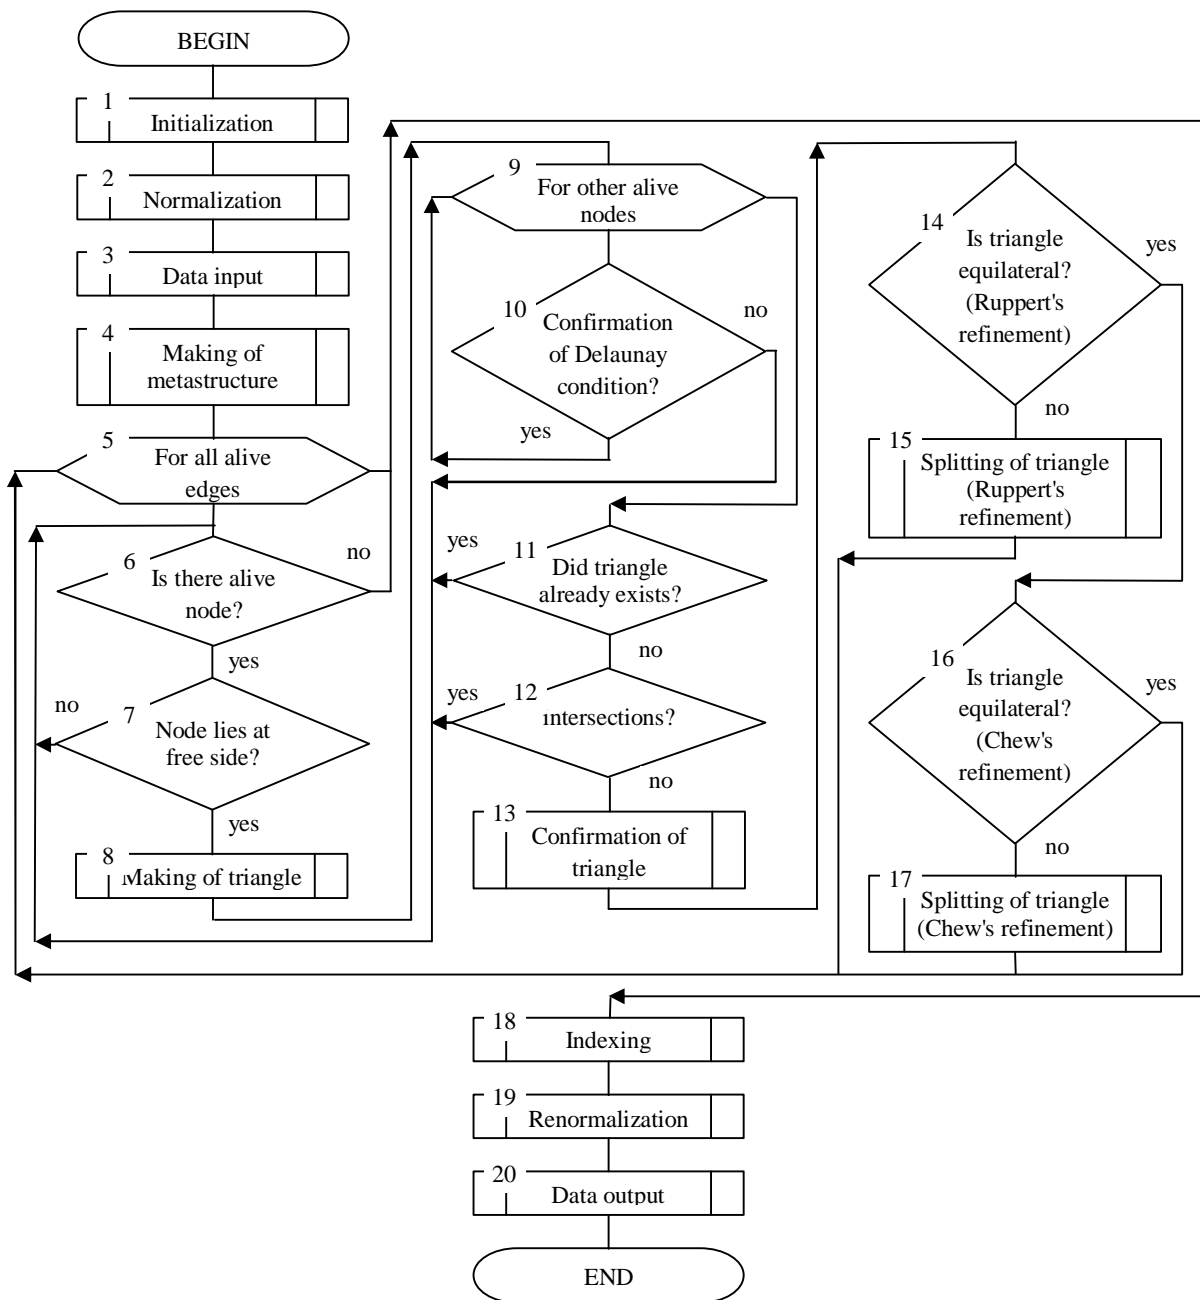 BEGIN
1
Initialization
2
Normalization
3
Data input
4
Making of
metastructure
5
For all alive
edges
6
Is there alive
node?
no
yes
7
Node lies at
free side?
no
yes
8
Making of triangle
9
For other alive
nodes
10
Confirmation
of Delaunay
condition?
no
yes
11
Did triangle
already exists?
yes
no
12
intersections?
yes
no
13
Confirmation of
triangle
14
Is triangle
equilateral?
(Ruppert's
refinement)
yes
no
15
Splitting of triangle
(Ruppert's
refinement)
16
Is triangle
equilateral?
(Chew's
refinement)
yes
no
17
Splitting of triangle
(Chew's refinement)
18
Indexing
19
Renormalization
20
Data output
END